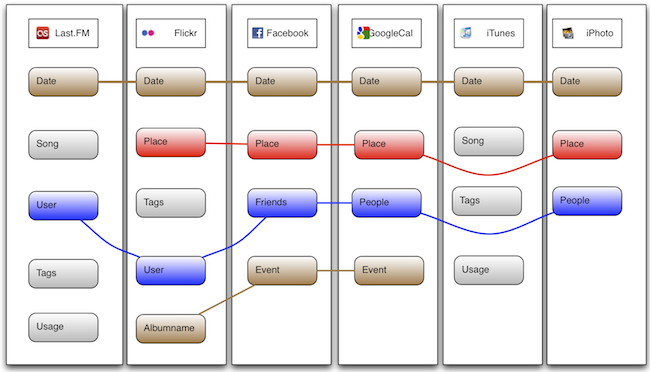 Last.FM
Flickr
Facebook
GoogleCal
iTunes
iPhoto
Date
Date
Date
Date
Date
Date
Song
Place
Place
Place
Song
Place
User
Tags
Friends
People
Tags
People
Tags
User
Event
Event
Usage
Usage
Albumname